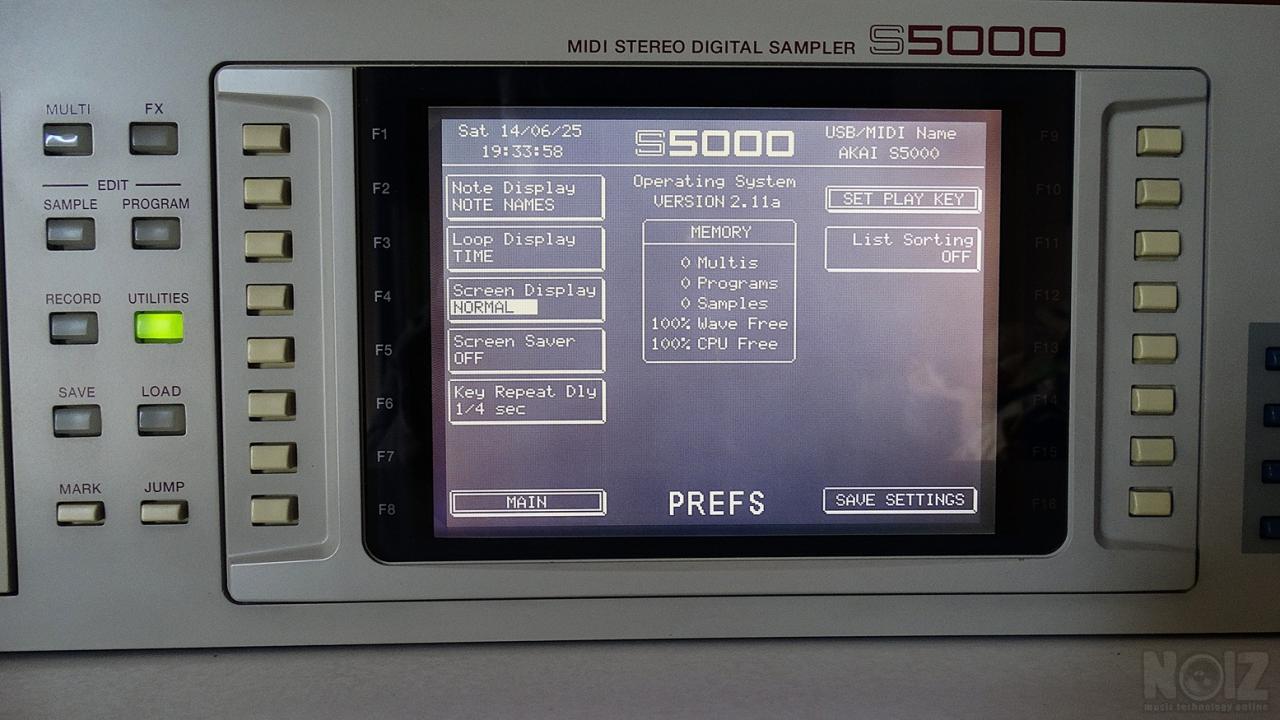 MIDI STEREO DIGITAL SAMPLER S5000
MULTI FX
EDIT
SAMPLE PROGRAM
RECORD UTILITIES
SAVE LOAD
MARK JUMP
F1
F2
F3
F4
F5
F6
F7
F8
Sat 14/06/25
19:33:58
Note Display
NOTE NAMES
Loop Display
TIME
Screen Display
NORMAL
Screen Saver
OFF
Key Repeat Dly
1/4 sec
MAIN
S5000
Operating System
VERSION 2.11a
MEMORY
0 Multis
0 Programs
0 Samples
100% Wave Free
100% CPU Free
PREFS
USB/MIDI Name
AKAI S5000
SET PLAY KEY
List Sorting
OFF
SAVE SETTINGS
F9
F10
F11
F12
F13
F14
F15
F16
NOIZ
music technology online